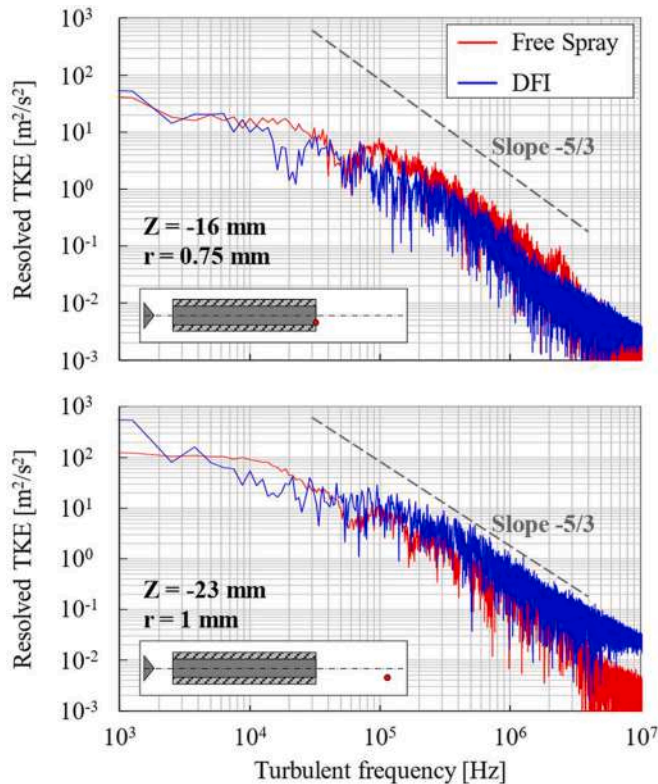 10³
10²
10¹
10⁰
10⁻¹
10⁻²
10⁻³
Resolved TKE [m²/s²]
Free Spray
DFI
Slope -5/3
Z = -16 mm
r = 0.75 mm
10³
10²
10¹
10⁰
10⁻¹
10⁻²
10⁻³
Resolved TKE [m²/s²]
Slope -5/3
Z = -23 mm
r = 1 mm
10³ 10⁴ 10⁵ 10⁶ 10⁷
Turbulent frequency [Hz]